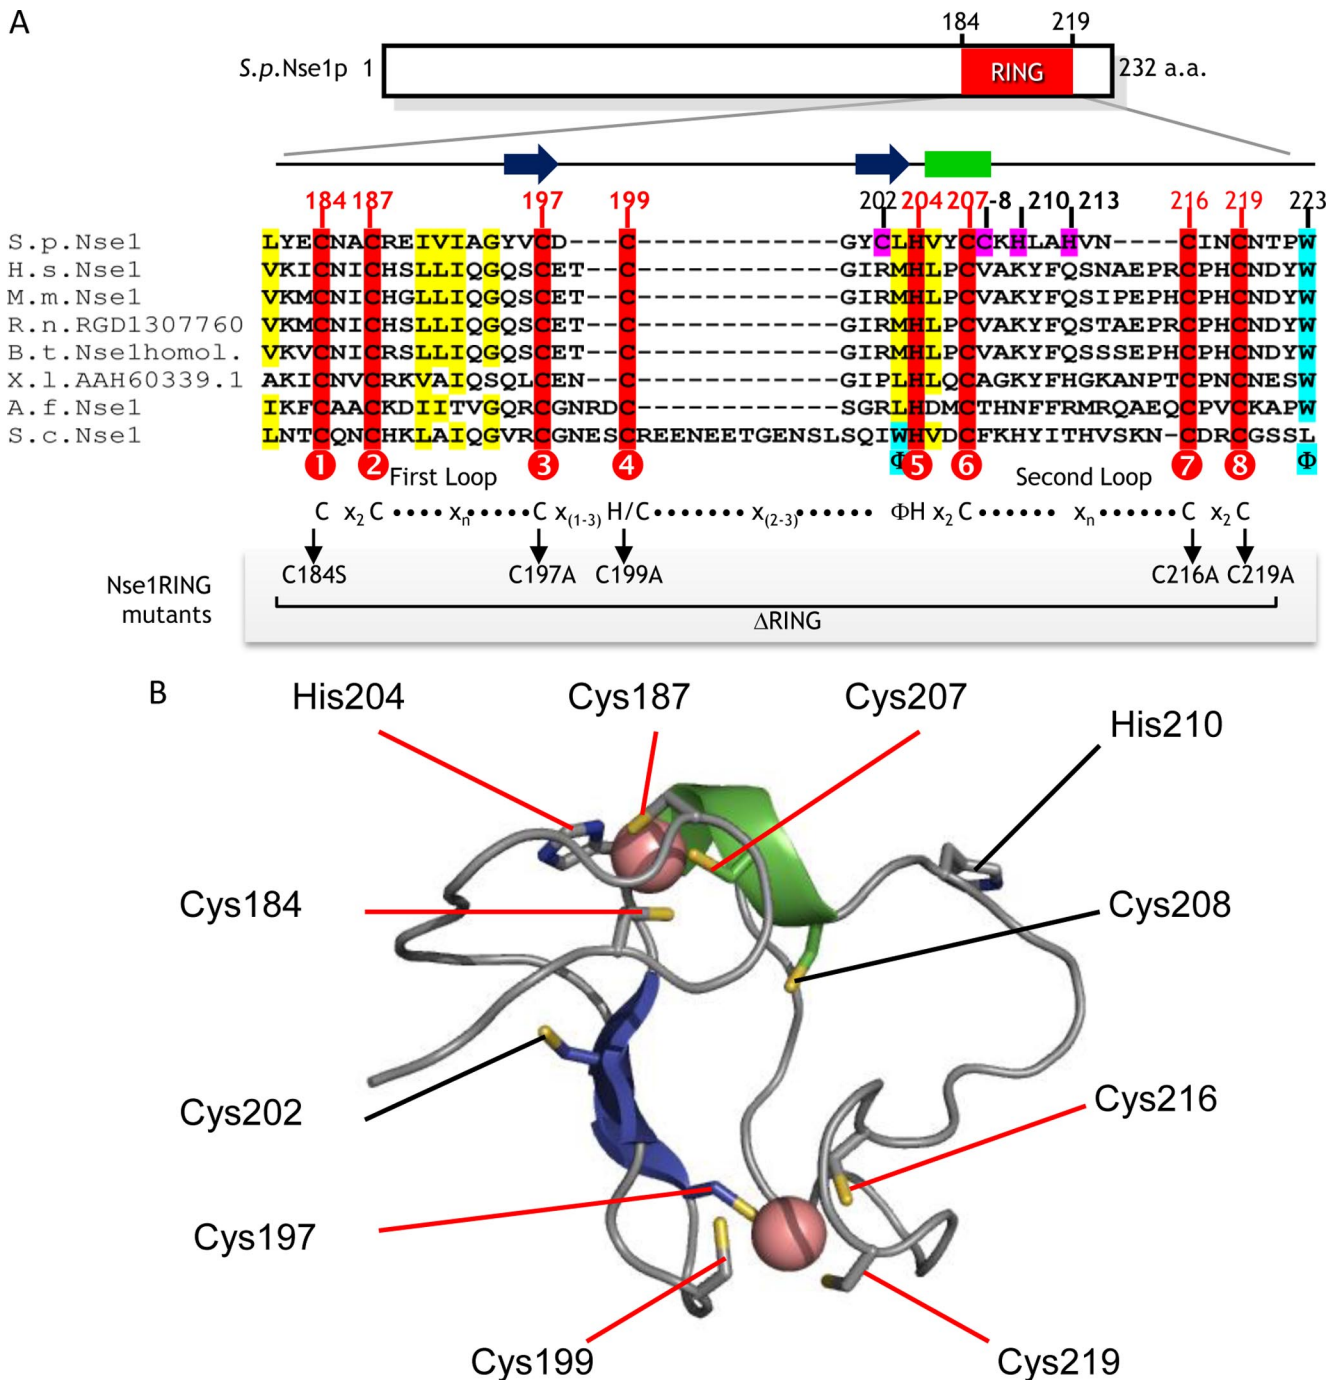 A
184 219
S.p.Nse1p 1 RING 232 a.a.
184 187 197 199 202 204 207 -8 210 213 216 219 223
S.p.Nse1 LYECNACREIVIAGYVCD---C------------GYCLHVYCCKHLAHVN-----CINCNTPW
H.s.Nse1 VKICNICHSLLIQGQSCET--C------------GIRMHLPCVAKYFQSNAEPRCPHCNDYW
M.m.Nse1 VKMCNICHGLLIQGQSCET--C------------GIRMHLPCVAKYFQSIPEPHCPHCNDYW
R.n.RGD1307760 VKMCNICHSLLIQGQSCET--C------------GIRMHLPCVAKYFQSTAEPRCPHCNDYW
B.t.Nse1homol. VKVCNICRSLLIQGQSCET--C------------GIRMHLPCVAKYFQSSSEPHCPHCNDYW
X.l.AAH60339.1 AKICNVCRKVAIQSQLCEN--C------------GIPLHLQCAGKYFHGKANPTCPNCNESW
A.f.Nse1 IKFCAACKDIITVGQRCGNRDC------------SGRLHDMCTHNFFRMRQAEQCPVCKAPW
S.c.Nse1 LNTCQNCHKLAIQGVRCGNESCREENEETGENSLSQIWHVDCFKHYITHVSKN-CDRCGSSL
1 2 3 4 Φ 5 6 7 8 Φ
First Loop Second Loop
C x2 C •••• xn •••••• C x(1-3) H/C ••••••• x(2-3) •••••• ΦH x2 C •••••• xn •••••• C x2 C
C184S C197A C199A C216A C219A
Nse1RING
mutants
ΔRING
B
His204 Cys187 Cys207
His210
Cys184 Cys208
Cys202 Cys216
Cys197
Cys199 Cys219